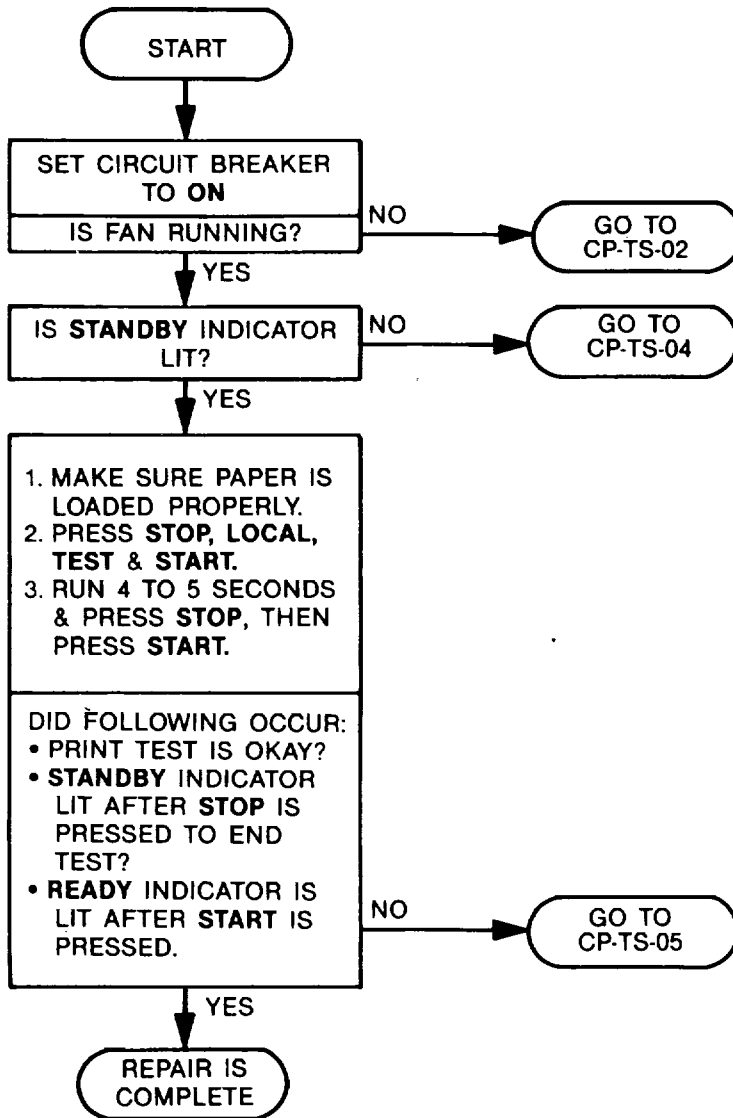 START
SET CIRCUIT BREAKER
TO ON
IS FAN RUNNING?
NO
GO TO
CP-TS-02
YES
IS STANDBY INDICATOR
LIT?
NO
GO TO
CP-TS-04
YES
1. MAKE SURE PAPER IS
LOADED PROPERLY.
2. PRESS STOP, LOCAL,
TEST & START.
3. RUN 4 TO 5 SECONDS
& PRESS STOP, THEN
PRESS START.
DID FOLLOWING OCCUR:
• PRINT TEST IS OKAY?
• STANDBY INDICATOR
LIT AFTER STOP IS
PRESSED TO END
TEST?
• READY INDICATOR IS
LIT AFTER START IS
PRESSED.
NO
GO TO
CP-TS-05
YES
REPAIR IS
COMPLETE